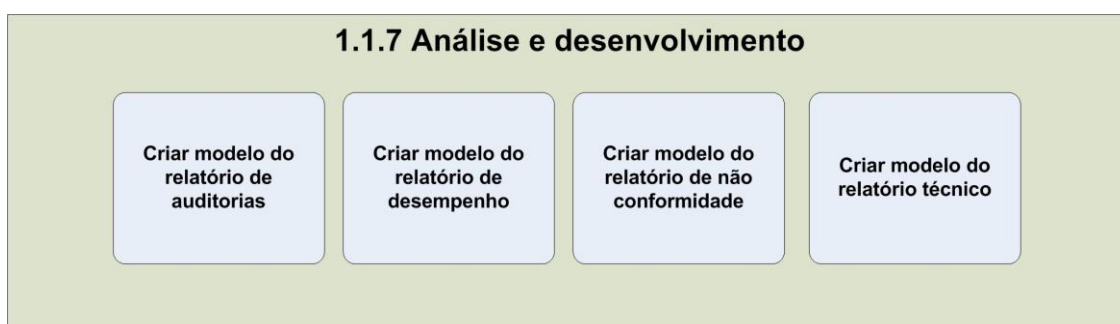 1.1.7 Análise e desenvolvimento
Criar modelo do
relatório de
auditorias
Criar modelo do
relatório de
desempenho
Criar modelo do
relatório de não
conformidade
Criar modelo do
relatório técnico